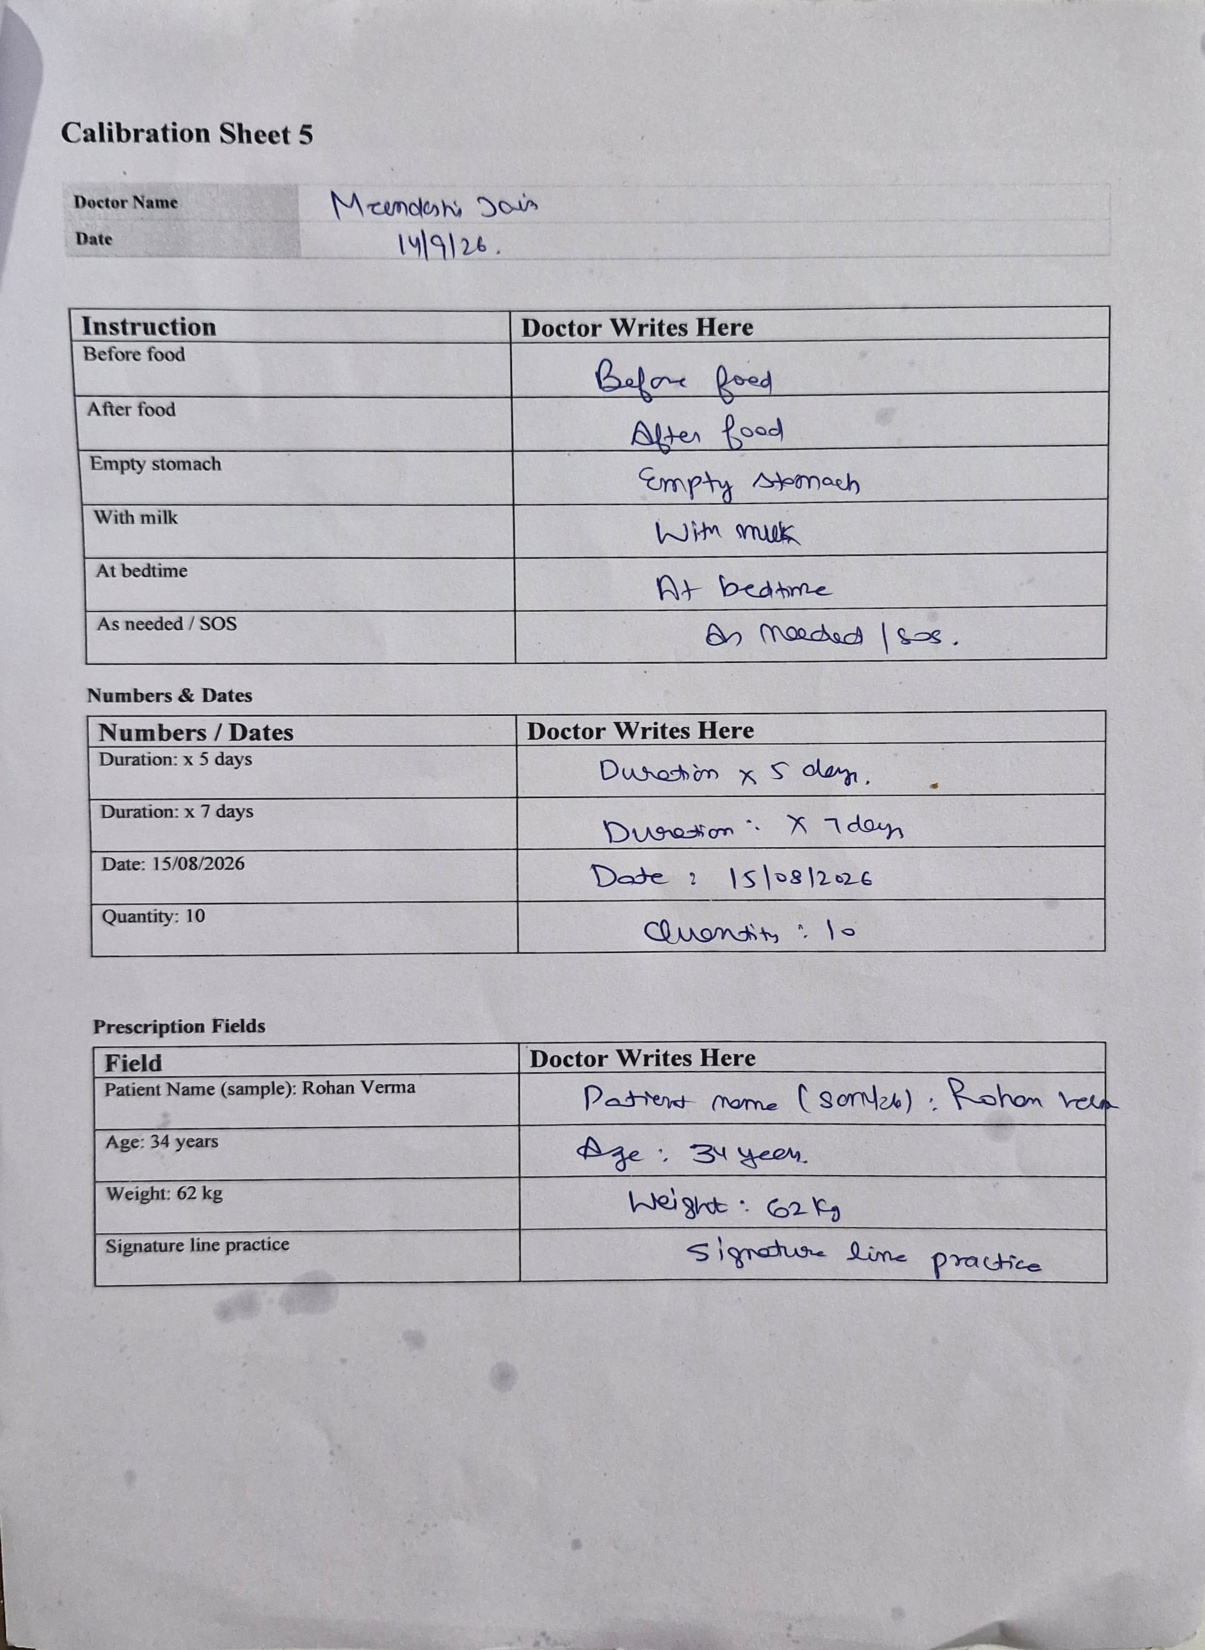 Calibration Sheet 5
Doctor Name Jain
Date 14/9/26.
Instruction Doctor Writes Here
Before food Before food
After food After food
Empty stomach Empty stomach
With milk With milk
At bedtime At bedtime
As needed / SOS As needed / SOS.
Numbers & Dates
Numbers / Dates Doctor Writes Here
Duration: x 5 days Duration x 5 days.
Duration: x 7 days Duration : x 7 days
Date: 15/08/2026 Date : 15/08/2026
Quantity: 10 Quantity : 10
Prescription Fields
Field Doctor Writes Here
Patient Name (sample): Rohan Verma Patient name (sample) : Rohan Verma
Age: 34 years Age : 34 years.
Weight: 62 kg Weight : 62 kg
Signature line practice Signature line practice